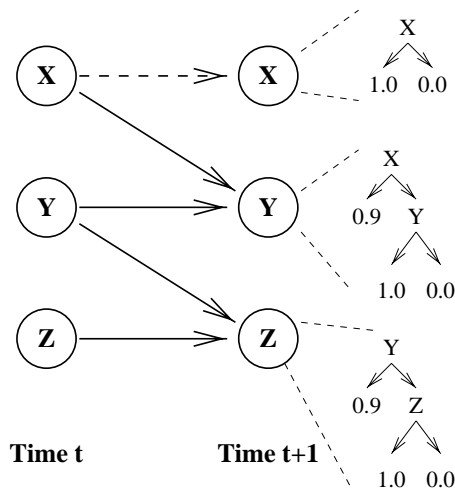 X X X
1.0 0.0
X
Y Y 0.9 Y
1.0 0.0
Z Z
Y
0.9 Z
1.0 0.0
Time t Time t+1